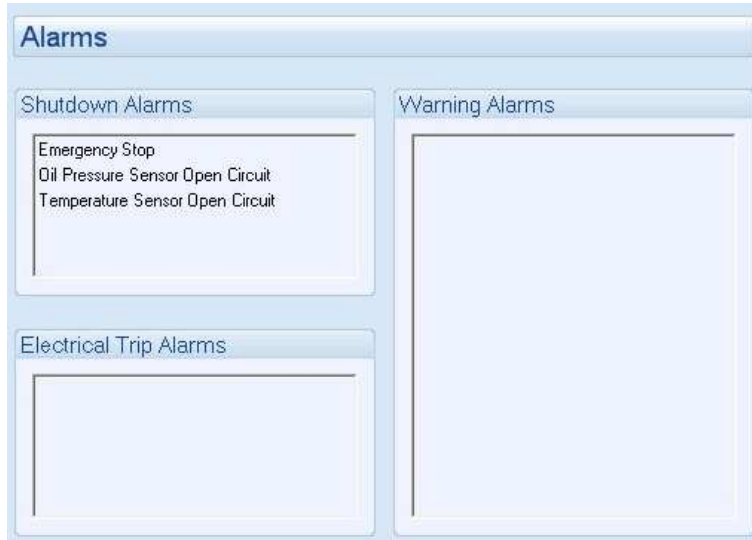 Alarms
Shutdown Alarms
Emergency Stop
Oil Pressure Sensor Open Circuit
Temperature Sensor Open Circuit
Electrical Trip Alarms
Warning Alarms